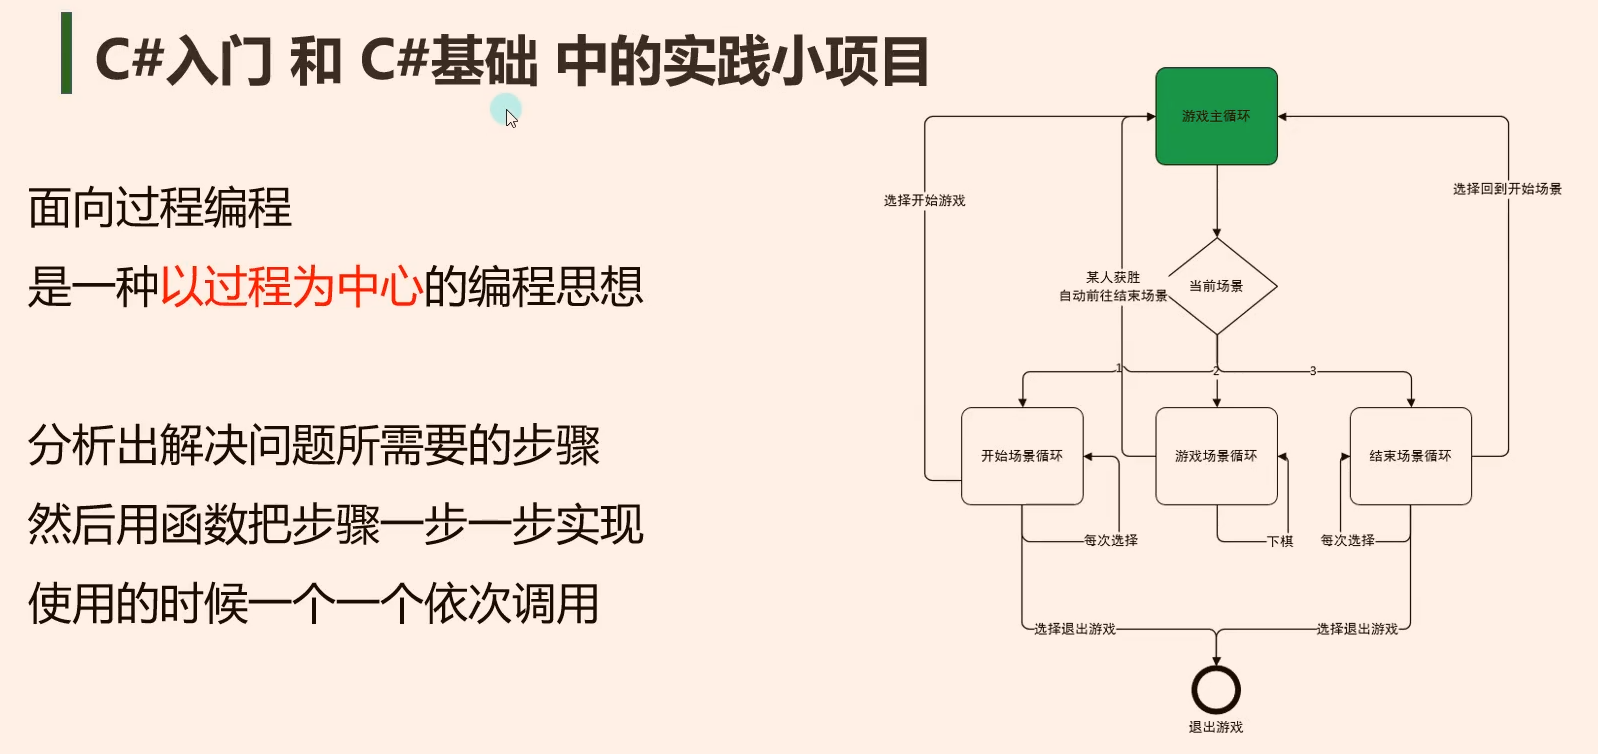 C#入门 和 C#基础 中的实践小项目
面向过程编程
是一种以过程为中心的编程思想
分析出解决问题所需要的步骤
然后用函数把步骤一步一步实现
使用的时候一个一个依次调用
游戏主循环
选择开始游戏
选择回到开始场景
某人获胜
自动前往结束场景
当前场景
1
2
3
开始场景循环
游戏场景循环
结束场景循环
每次选择
下棋
每次选择
选择退出游戏
选择退出游戏
退出游戏